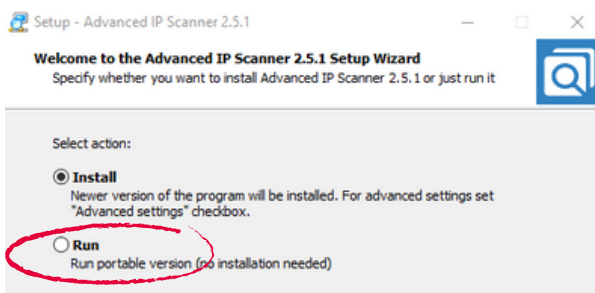 Setup - Advanced IP Scanner 2.5.1
Welcome to the Advanced IP Scanner 2.5.1 Setup Wizard
Specify whether you want to install Advanced IP Scanner 2.5.1 or just run it
Select action:
Install
Newer version of the program will be installed. For advanced settings set
"Advanced settings" checkbox.
Run
Run portable version (no installation needed)